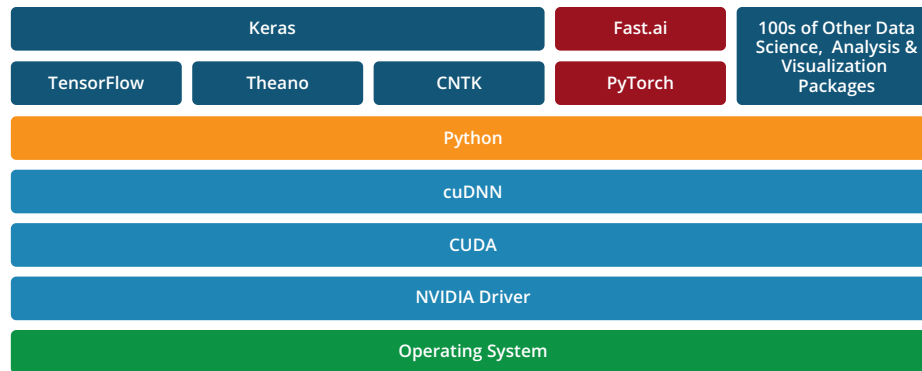 Keras
Fast.ai
100s of Other Data
Science, Analysis &
Visualization
Packages
TensorFlow
Theano
CNTK
PyTorch
Python
cuDNN
CUDA
NVIDIA Driver
Operating System